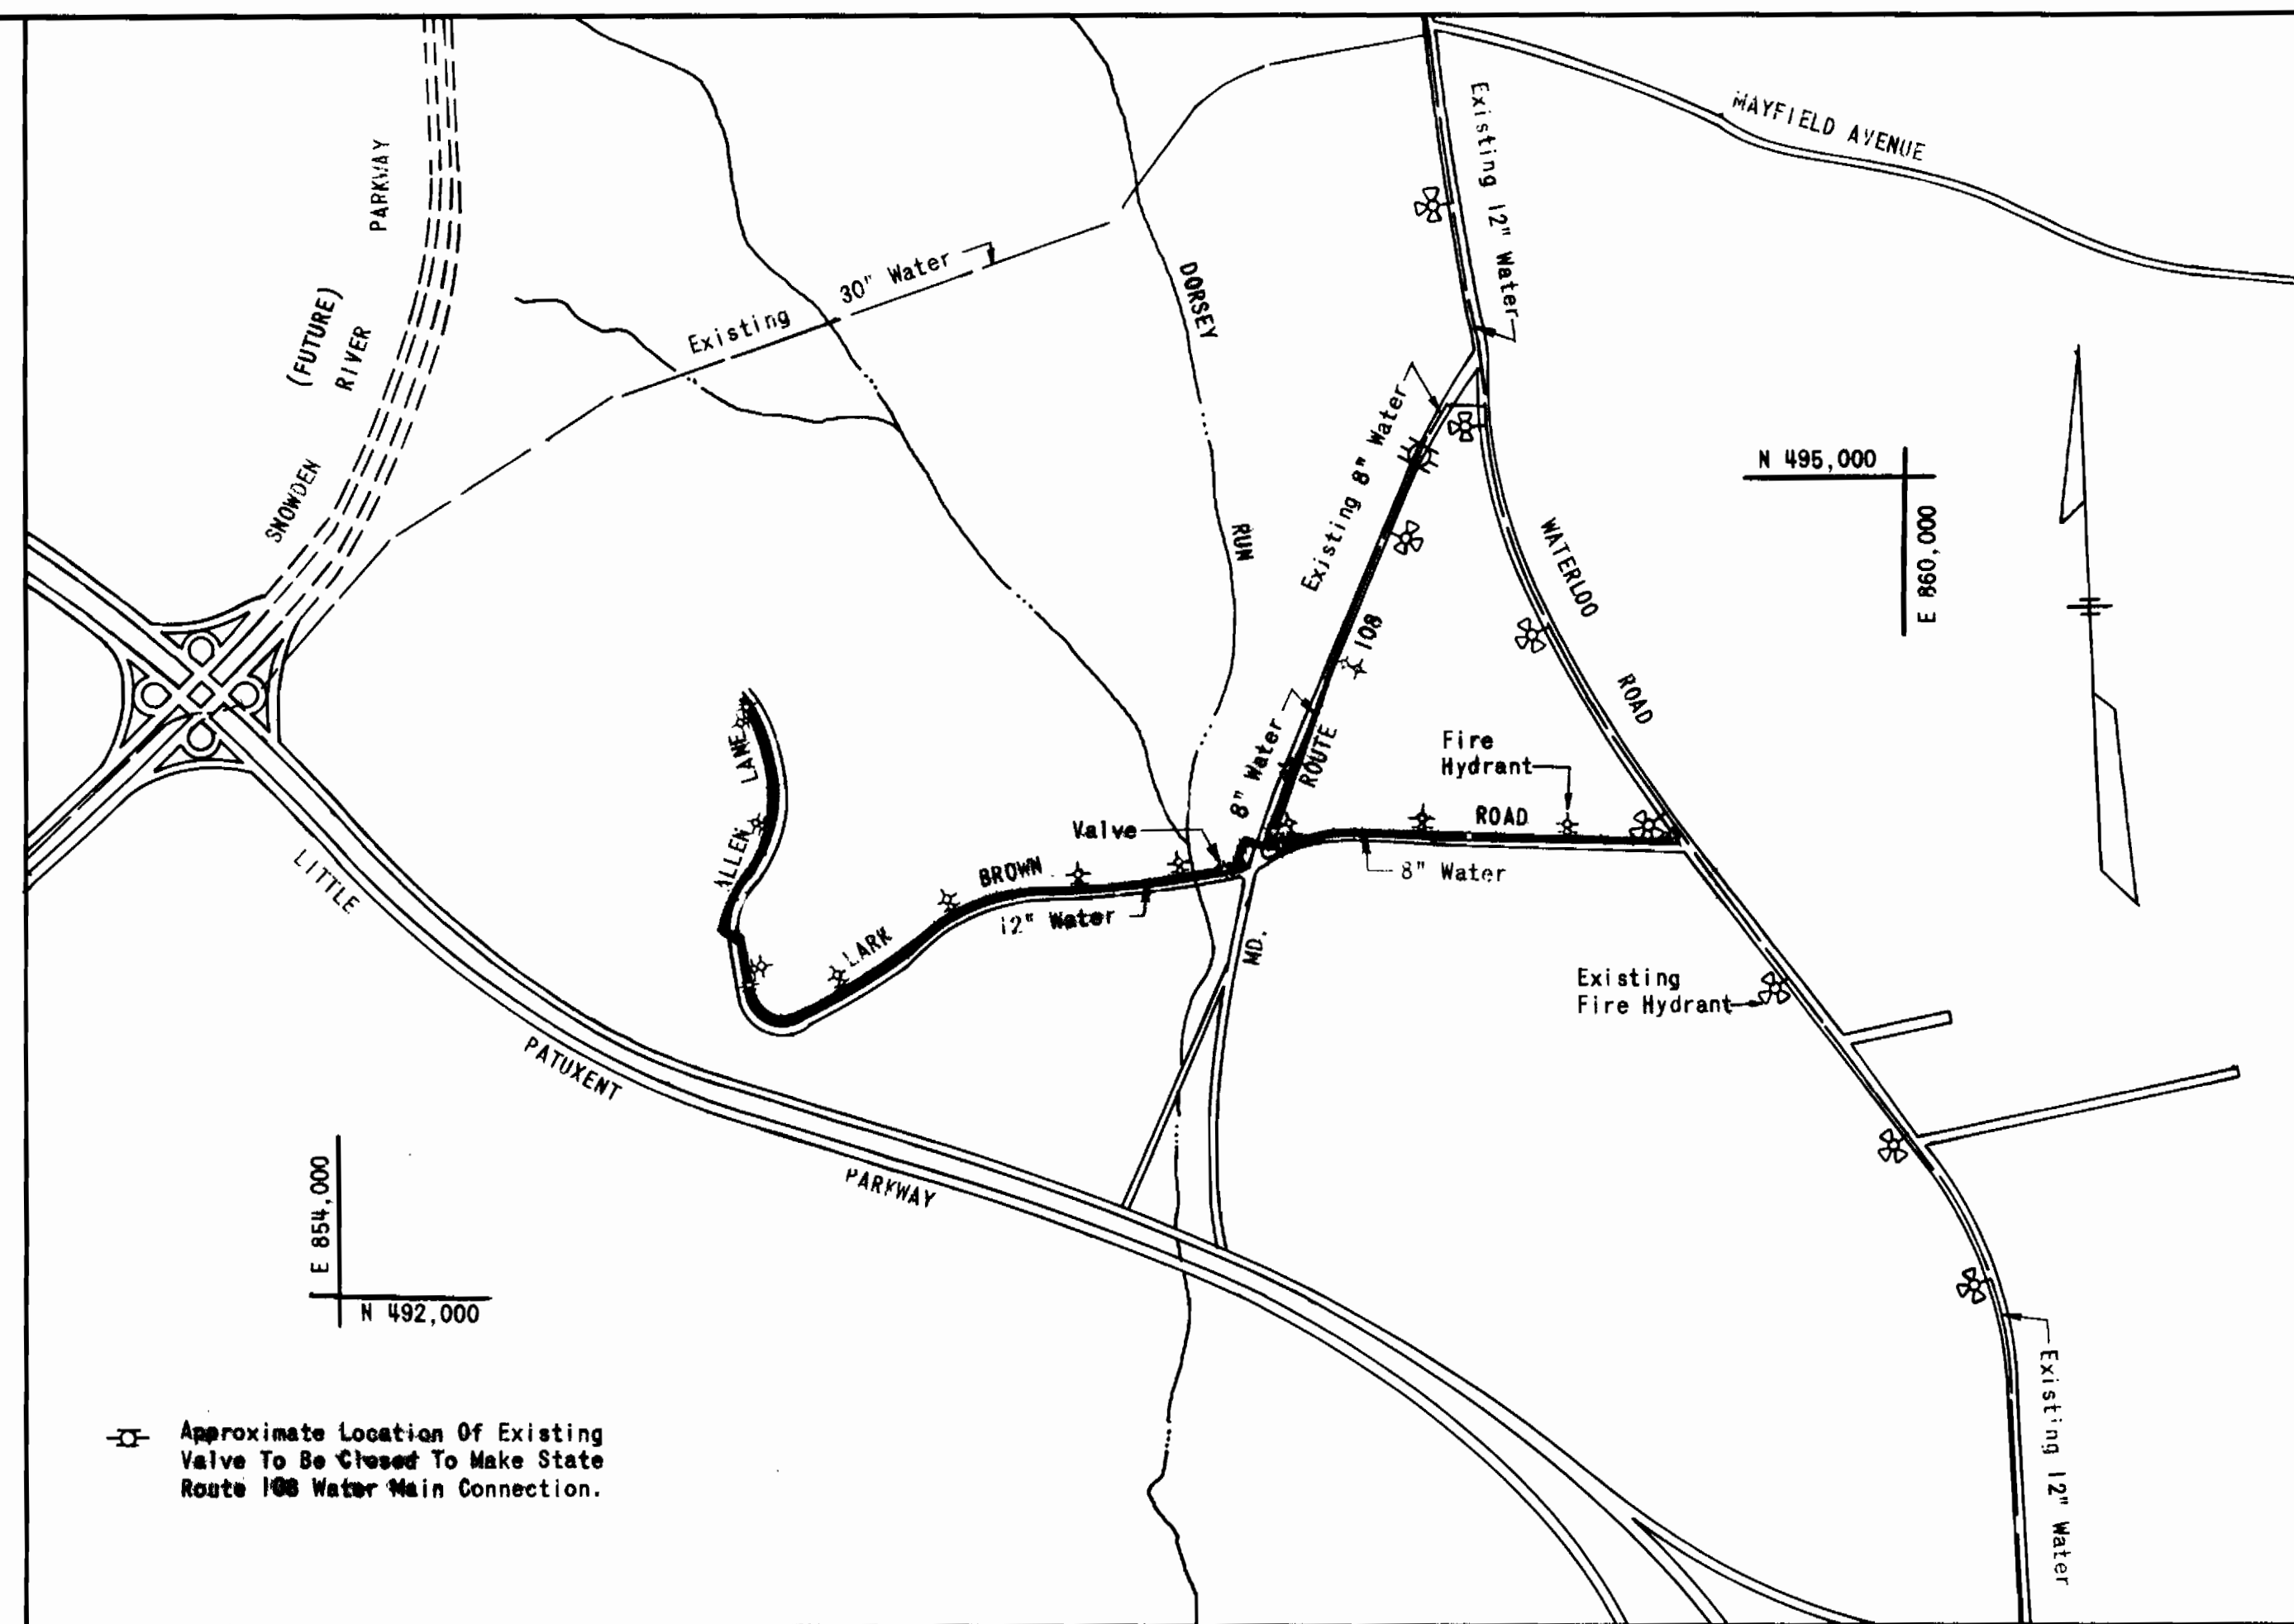 MAYFIELD AVENUE
Existing 12" Water
PARKWAY
(FUTURE)
RIVER
SNOWDEN
Existing 30" Water
DORSEY
RUN
Existing 8" Water
N 495,000
E 860,000
WATERLOO
ROAD
108
ROUTE
8" Water
Fire
Hydrant
ROAD
8" Water
Valve
LANE
ALLEN
BROWN
LARK
12" Water
MD.
Existing
Fire Hydrant
LITTLE
PATUXENT
PARKWAY
E 854,000
N 492,000
Approximate Location Of Existing
Valve To Be Closed To Make State
Route 108 Water Main Connection.
Existing 12" Water